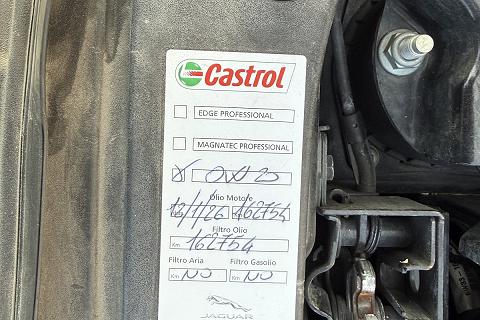 Castrol
EDGE PROFESSIONAL
MAGNATEC PROFESSIONAL
X 0W20
Olio Motore
12/1/26 Km 162754
Filtro Olio
Km 162754
Filtro Aria Filtro Gasolio
Km NO Km NO
JAGUAR